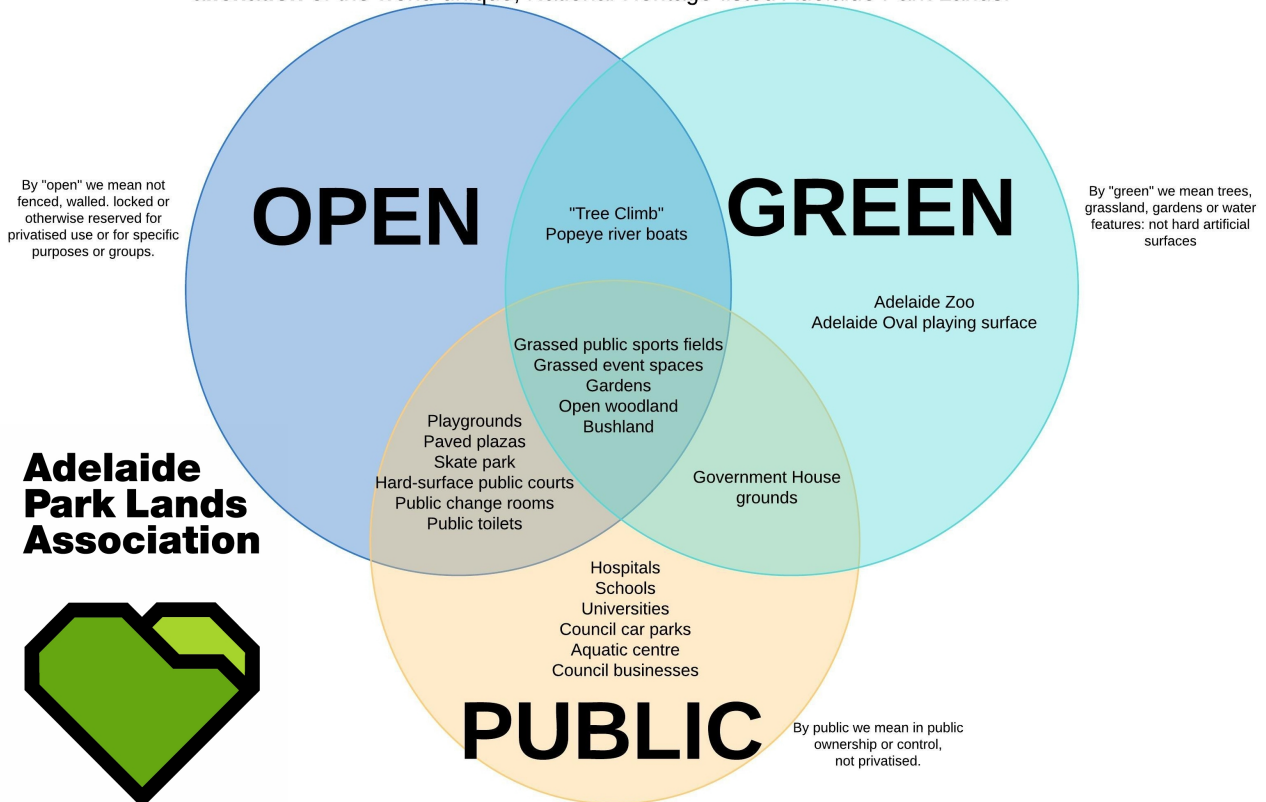 By "open" we mean not
fenced, walled. locked or
otherwise reserved for
privatised use or for specific
purposes or groups.
OPEN
"Tree Climb"
Popeye river boats
GREEN
By "green" we mean trees,
grassland, gardens or water
features: not hard artificial
surfaces
Adelaide Zoo
Adelaide Oval playing surface
Grassed public sports fields
Grassed event spaces
Gardens
Open woodland
Bushland
Playgrounds
Paved plazas
Skate park
Hard-surface public courts
Public change rooms
Public toilets
Government House
grounds
Adelaide
Park Lands
Association
Hospitals
Schools
Universities
Council car parks
Aquatic centre
Council businesses
PUBLIC
By public we mean in public
ownership or control,
not privatised.